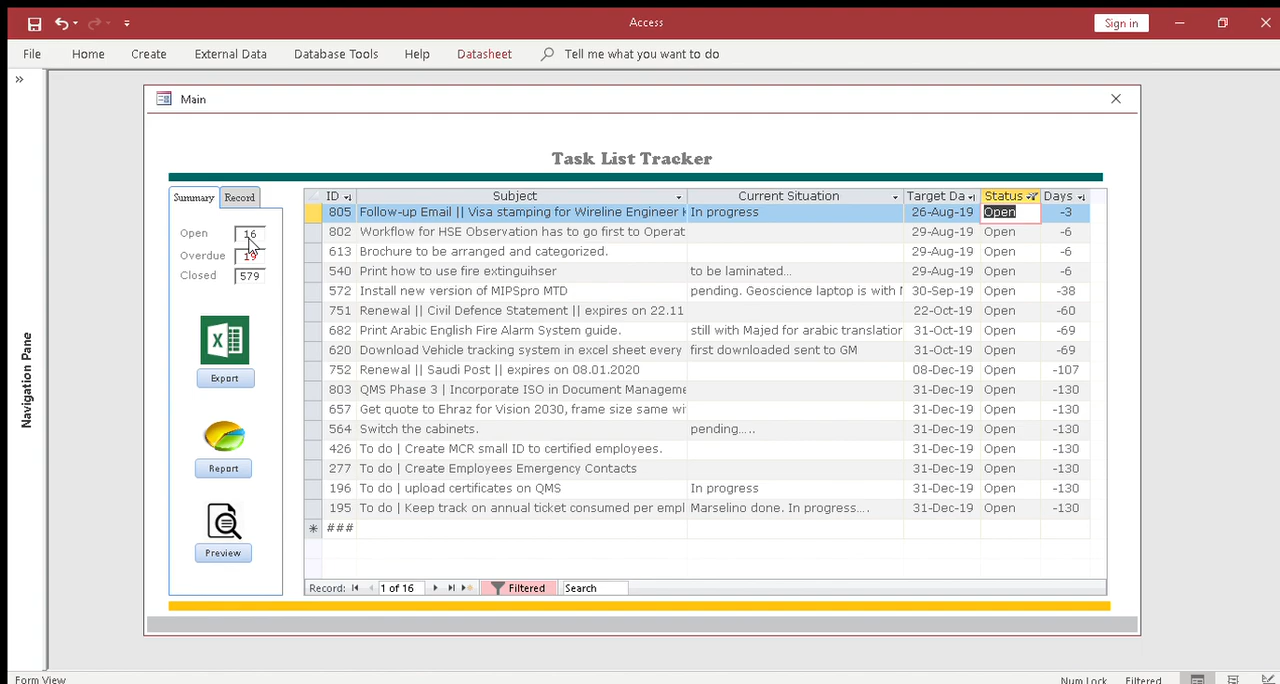 Access
Sign in
File Home Create External Data Database Tools Help Datasheet Tell me what you want to do
Main
Task List Tracker
Summary Record
Open 16
Overdue 19
Closed 579
Export
Report
Preview
Navigation Pane
ID Subject Current Situation Target Da Status Days
805 Follow-up Email || Visa stamping for Wireline Engineer In progress 26-Aug-19 Open -3
802 Workflow for HSE Observation has to go first to Operat 29-Aug-19 Open -6
613 Brochure to be arranged and categorized. 29-Aug-19 Open -6
540 Print how to use fire extinguihser to be laminated... 29-Aug-19 Open -6
572 Install new version of MIPSpro MTD pending. Geoscience laptop is with 30-Sep-19 Open -38
751 Renewal || Civil Defence Statement || expires on 22.11 22-Oct-19 Open -60
682 Print Arabic English Fire Alarm System guide. still with Majed for arabic translation 31-Oct-19 Open -69
620 Download Vehicle tracking system in excel sheet every first downloaded sent to GM 31-Oct-19 Open -69
752 Renewal || Saudi Post || expires on 08.01.2020 08-Dec-19 Open -107
803 QMS Phase 3 | Incorporate ISO in Document Manageme 31-Dec-19 Open -130
657 Get quote to Ehraz for Vision 2030, frame size same wi 31-Dec-19 Open -130
564 Switch the cabinets. pending..... 31-Dec-19 Open -130
426 To do | Create MCR small ID to certified employees. 31-Dec-19 Open -130
277 To do | Create Employees Emergency Contacts 31-Dec-19 Open -130
196 To do | upload certificates on QMS In progress 31-Dec-19 Open -130
195 To do | Keep track on annual ticket consumed per empl Marselino done. In progress.... 31-Dec-19 Open -130
* ###
Record: 1 of 16 Filtered Search
Form View Num Lock Filtered